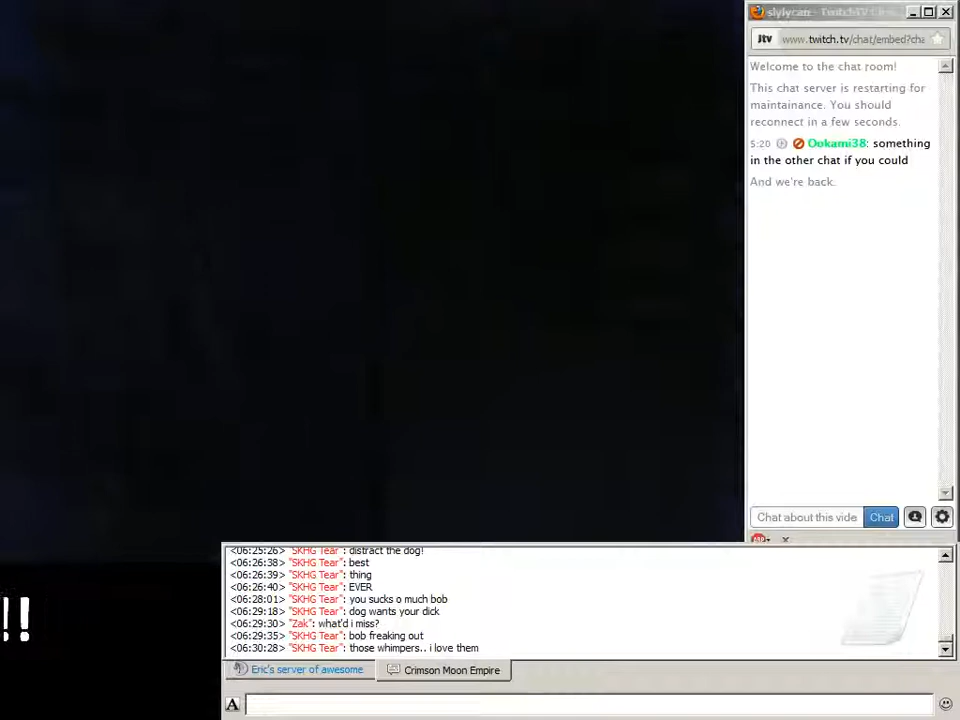 slylycan - TwitchTV
www.twitch.tv/chat/embed?cha
Welcome to the chat room!
This chat server is restarting for
maintainance. You should
reconnect in a few seconds.
5:20 Ookami38: something
in the other chat if you could
And we're back.
Chat about this vide
Chat
<06:25:26> "SKHG Tear": distract the dog!
<06:26:38> "SKHG Tear": best
<06:26:39> "SKHG Tear": thing
<06:26:40> "SKHG Tear": EVER
<06:28:01> "SKHG Tear": you sucks o much bob
<06:29:18> "SKHG Tear": dog wants your dick
<06:29:30> "Zak": what'd i miss?
<06:29:35> "SKHG Tear": bob freaking out
<06:30:28> "SKHG Tear": those whimpers.. i love them
!!
Eric's server of awesome
Crimson Moon Empire
A